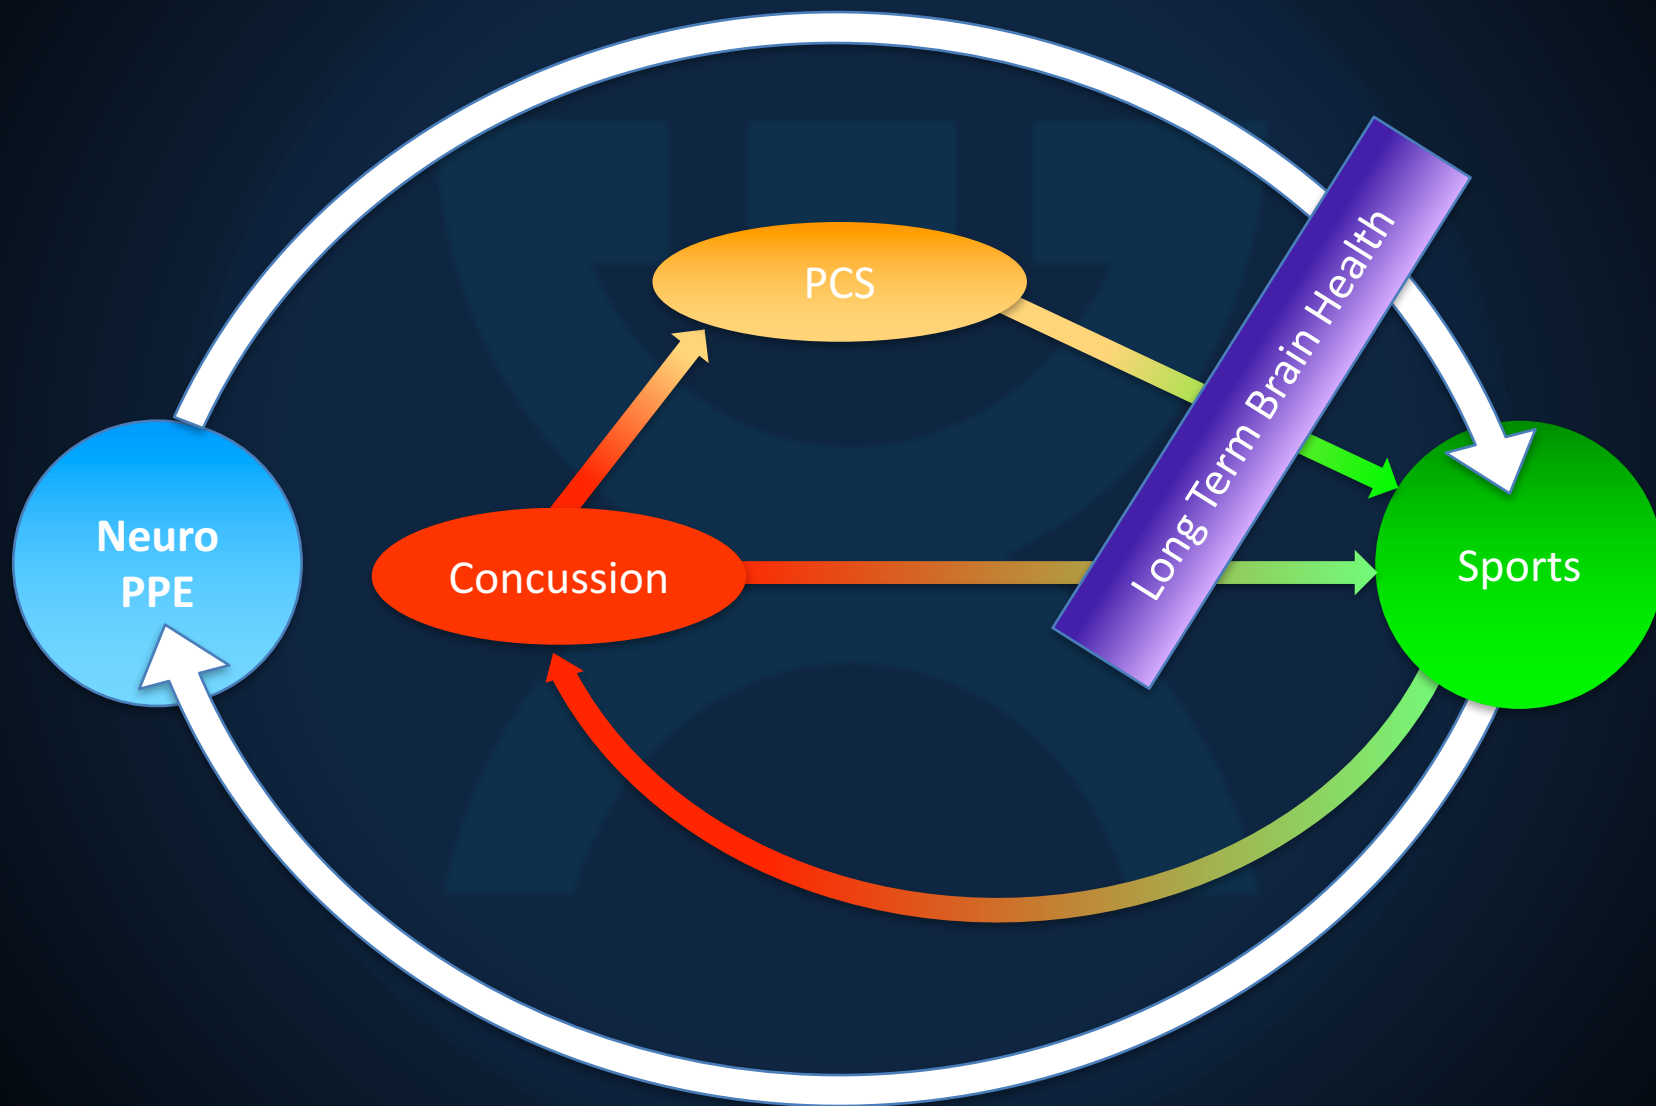 PCS
Long Term Brain Health
Neuro
PPE
Concussion
Sports